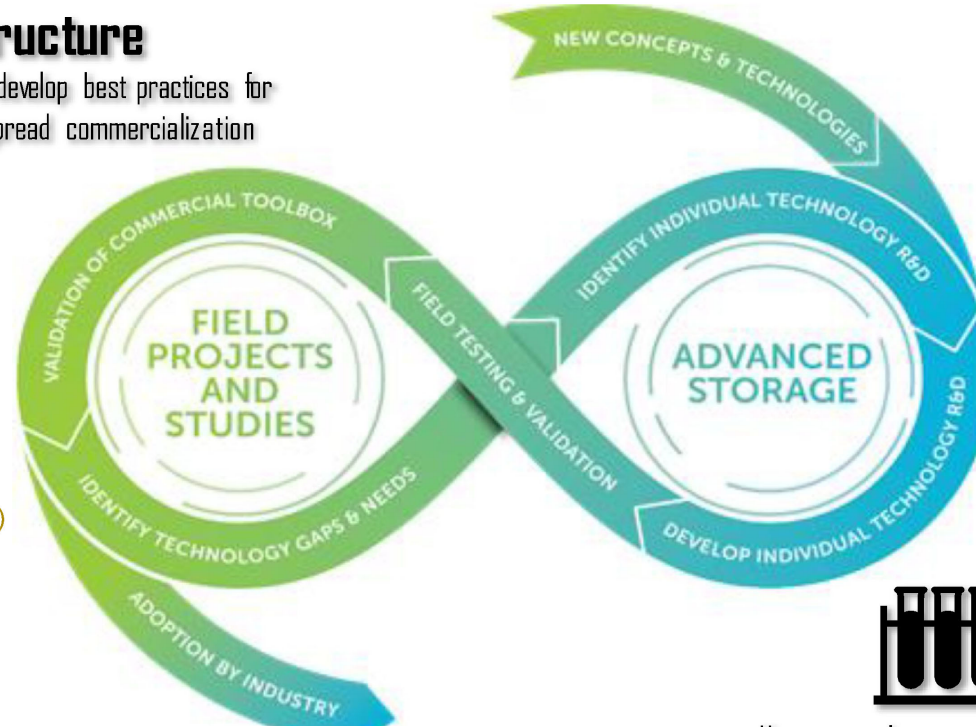 ructure
develop best practices for
pread commercialization
NEW CONCEPTS & TECHNOLOGIES
VALIDATION OF COMMERCIAL TOOLBOX
IDENTIFY INDIVIDUAL TECHNOLOGY R&D
FIELD TESTING & VALIDATION
FIELD
PROJECTS
AND
STUDIES
ADVANCED
STORAGE
IDENTIFY TECHNOLOGY GAPS & NEEDS
DEVELOP INDIVIDUAL TECHNOLOGY R&D
ADOPTION BY INDUSTRY